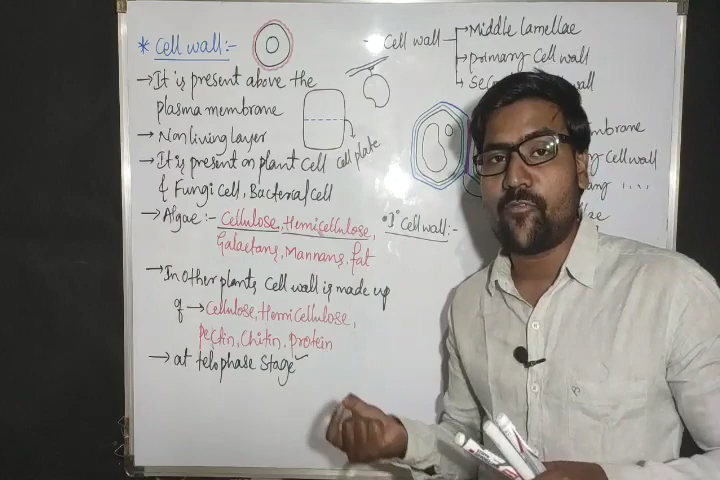 * Cell wall:-
→ It is present above the
plasma membrane
→ Nonliving layer
→ It is present on plant cell
& Fungi cell, Bacterial cell
cell plate
→ Algae:- Cellulose, Hemicellulose,
Galactans, Mannans, fat
→ In other plants, Cell wall is made up
of → Cellulose, Hemicellulose,
Pectin, Chitin, protein
→ at telophase stage ✓
- Cell wall
→ Middle lamellae
→ primary Cell wall
→ wall
Cell wall
• 1° Cell wall:-